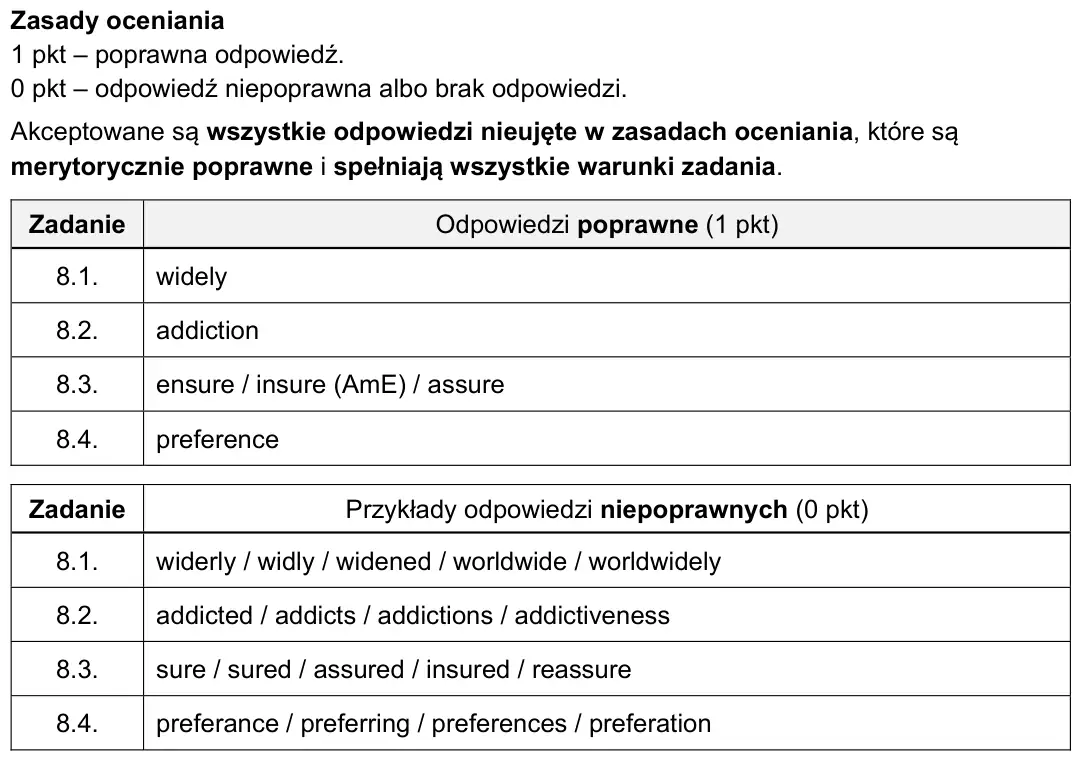 Zasady oceniania
1 pkt – poprawna odpowiedź.
0 pkt – odpowiedź niepoprawna albo brak odpowiedzi.
Akceptowane są wszystkie odpowiedzi nieujęte w zasadach oceniania, które są
merytorycznie poprawne i spełniają wszystkie warunki zadania.
Zadanie Odpowiedzi poprawne (1 pkt)
8.1. widely
8.2. addiction
8.3. ensure / insure (AmE) / assure
8.4. preference
Zadanie Przykłady odpowiedzi niepoprawnych (0 pkt)
8.1. widerly / widly / widened / worldwide / worldwidely
8.2. addicted / addicts / addictions / addictiveness
8.3. sure / sured / assured / insured / reassure
8.4. preferance / preferring / preferences / preferation